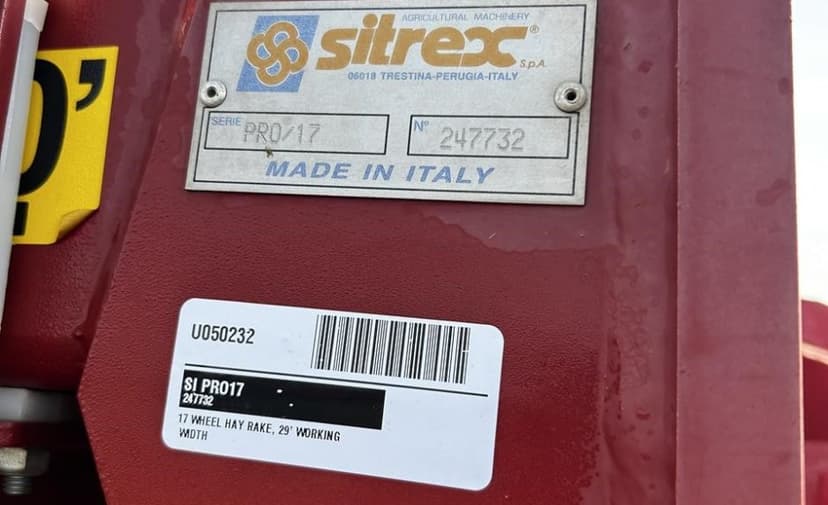 AGRICULTURAL MACHINERY
sitrex® S.p.A.
06018 TRESTINA-PERUGIA-ITALY
SERIE PRO/17
N° 247732
MADE IN ITALY
0'
U050232
SI PRO17
247732
17 WHEEL HAY RAKE, 29' WORKING
WIDTH